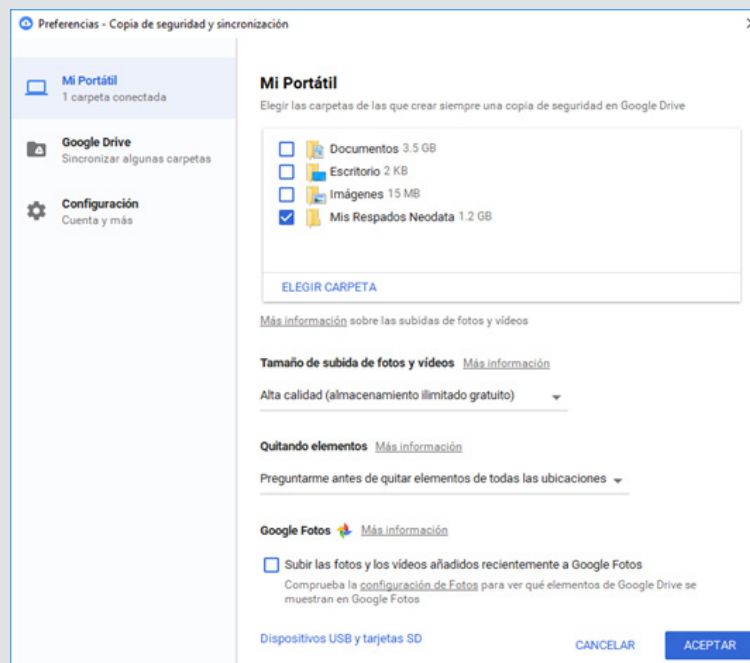 Preferencias - Copia de seguridad y sincronización
Mi Portátil
1 carpeta conectada
Google Drive
Sincronizar algunas carpetas
Configuración
Cuenta y más
Mi Portátil
Elegir las carpetas de las que crear siempre una copia de seguridad en Google Drive
Documentos 3.5 GB
Escritorio 2 KB
Imágenes 15 MB
Mis Respados Neodata 1.2 GB
ELEGIR CARPETA
Más información sobre las subidas de fotos y vídeos
Tamaño de subida de fotos y vídeos Más información
Alta calidad (almacenamiento ilimitado gratuito)
Quitando elementos Más información
Preguntarme antes de quitar elementos de todas las ubicaciones
Google Fotos Más información
Subir las fotos y los vídeos añadidos recientemente a Google Fotos
Comprueba la configuración de Fotos para ver qué elementos de Google Drive se
muestran en Google Fotos
Dispositivos USB y tarjetas SD
CANCELAR
ACEPTAR